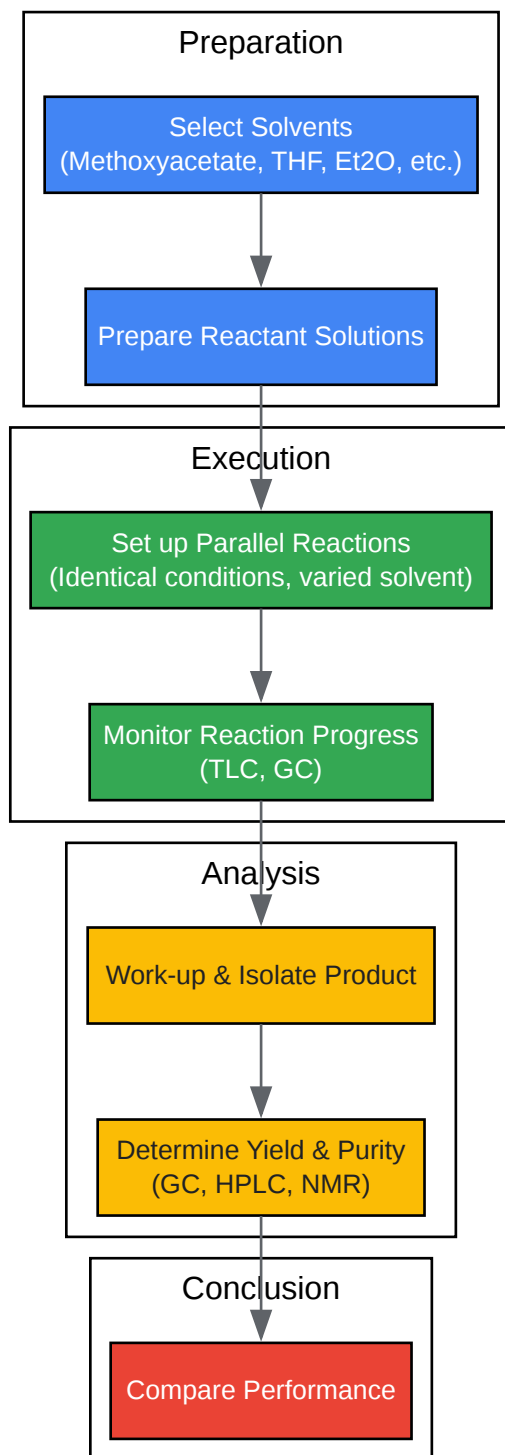 Preparation
Select Solvents
(Methoxyacetate, THF, Et2O, etc.)
Prepare Reactant Solutions
Execution
Set up Parallel Reactions
(Identical conditions, varied solvent)
Monitor Reaction Progress
(TLC, GC)
Analysis
Work-up & Isolate Product
Determine Yield & Purity
(GC, HPLC, NMR)
Conclusion
Compare Performance